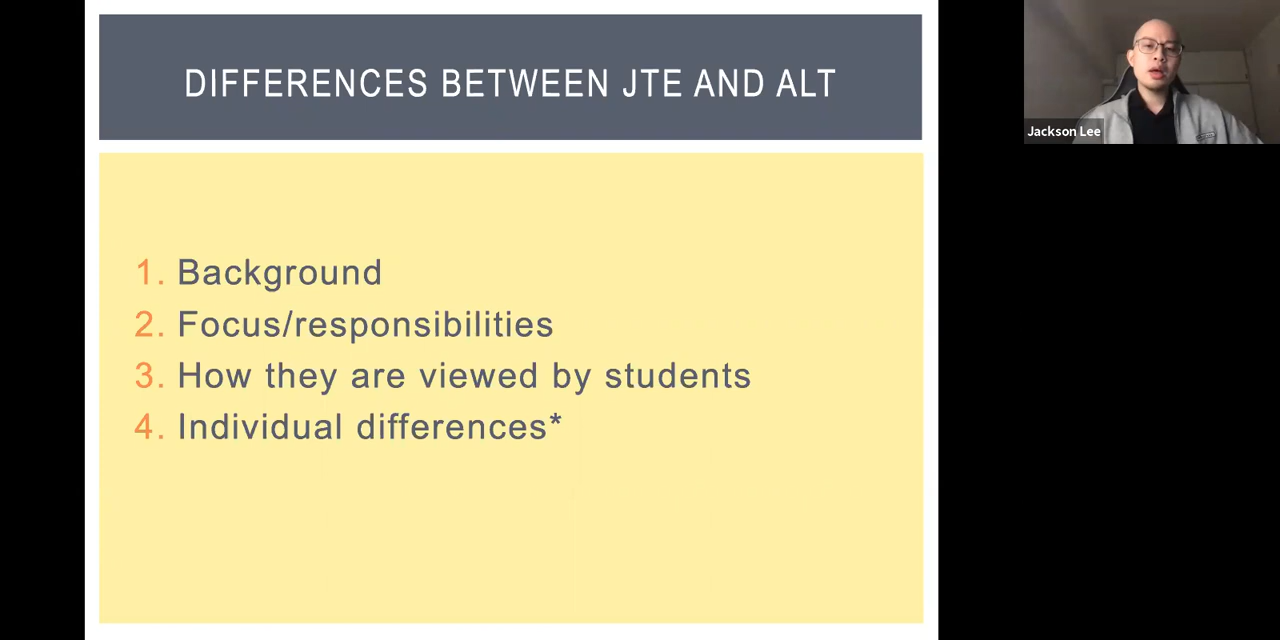 DIFFERENCES BETWEEN JTE AND ALT
1. Background
2. Focus/responsibilities
3. How they are viewed by students
4. Individual differences*
Jackson Lee